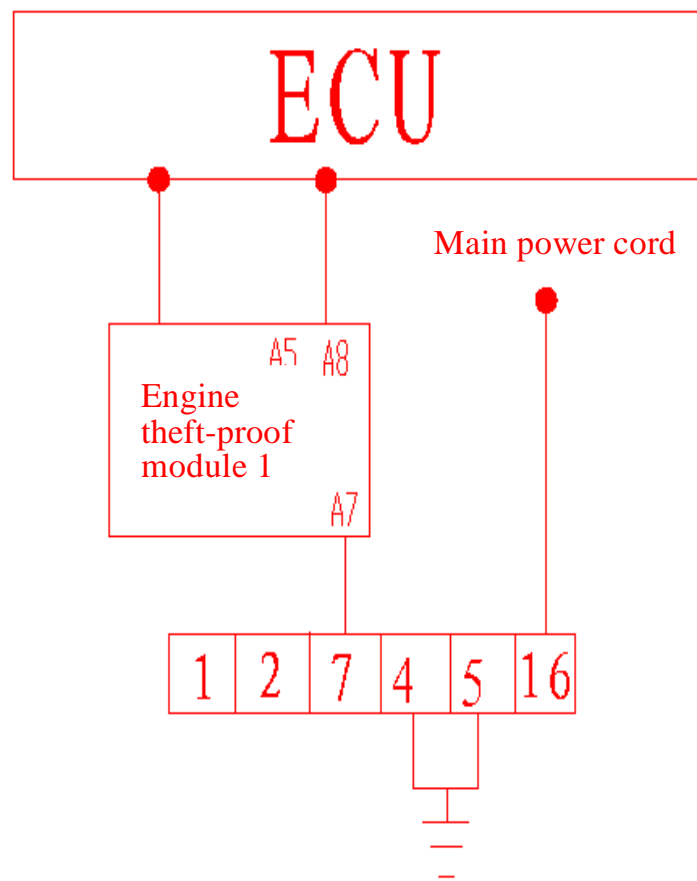 ECU
Main power cord
A5 A8
Engine
theft-proof
module 1
A7
1 2 7 4 5 16